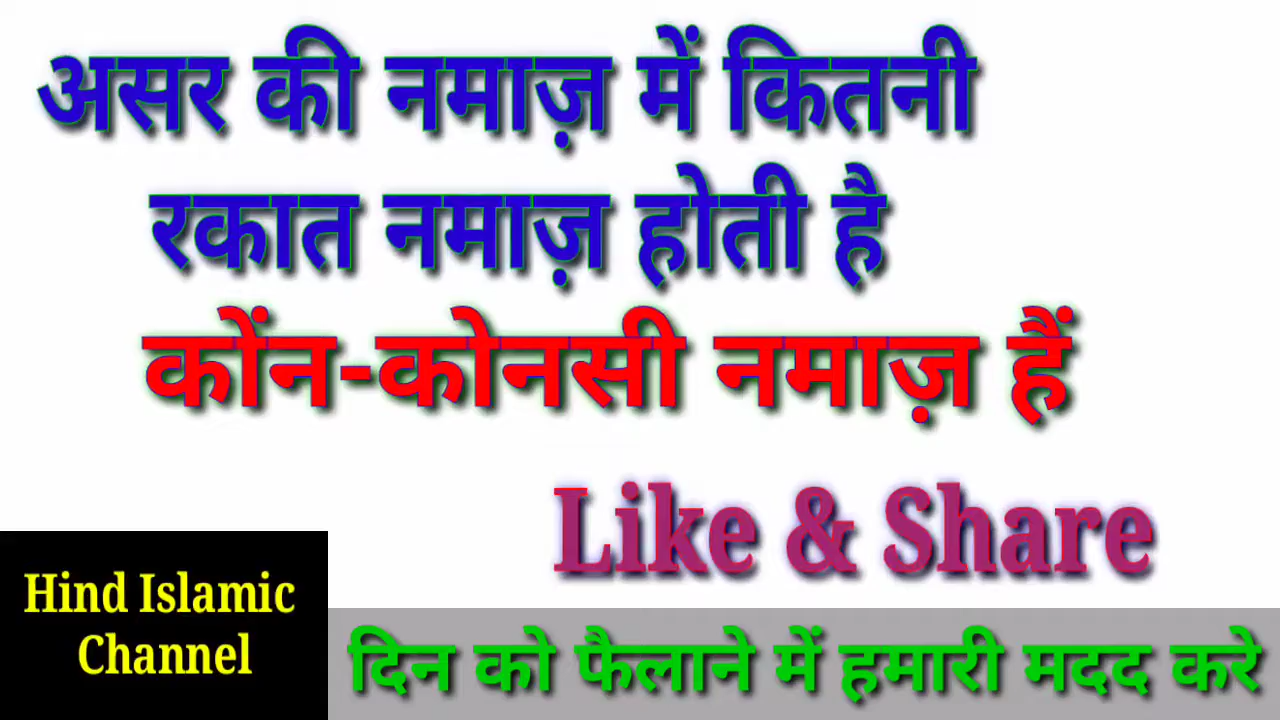 असर की नमाज़ में कितनी
रकात नमाज़ होती है
कोंन-कोनसी नमाज़ हैं
Like & Share
Hind Islamic
Channel
दिन को फैलाने में हमारी मदद करे